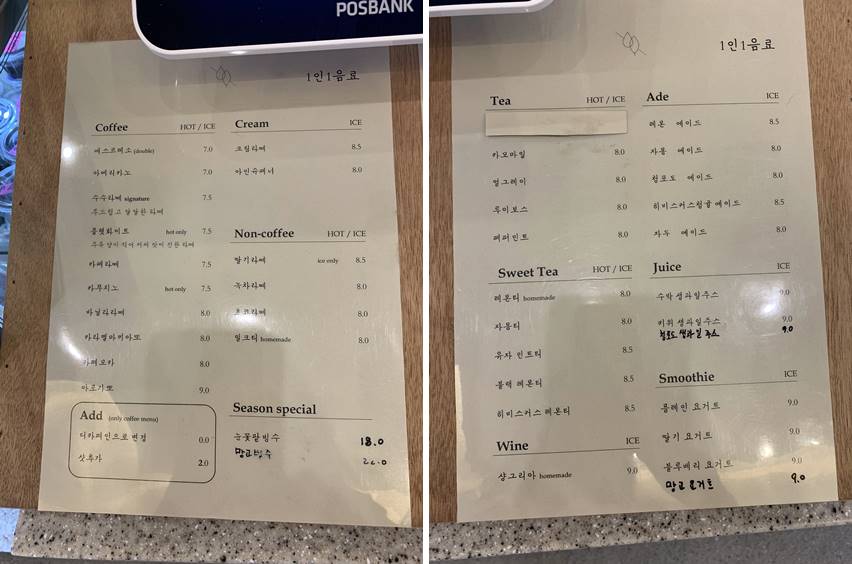 POSBANK
1인1음료
Coffee HOT / ICE
에스프레소 (double) 7.0
아메리카노 7.0
수수라떼 signature 7.5
부드럽고 달달한 라떼
플랫화이트 hot only 7.5
우유 양이 적어 커피 맛이 진한 라떼
카페라떼 7.5
카푸치노 hot only 7.5
바닐라라떼 8.0
카라멜마키아또 8.0
카페모카 8.0
아포가또 9.0
Add (only coffee menu)
디카페인으로 변경 0.0
샷추가 2.0
Cream ICE
크림라떼 8.5
아인슈페너 8.0
Non-coffee HOT / ICE
딸기라떼 ice only 8.5
녹차라떼 8.0
초코라떼 8.0
밀크티 homemade 8.0
Season special
눈꽃팥빙수 18.0
망고빙수
1인1음료
Tea HOT / ICE
카모마일 8.0
얼그레이 8.0
루이보스 8.0
페퍼민트 8.0
Sweet Tea HOT / ICE
레몬티 homemade 8.0
자몽티 8.0
유자 민트티 8.5
블랙 레몬티 8.5
히비스커스 레몬티 8.5
Wine ICE
샹그리아 homemade 9.0
Ade ICE
레몬 에이드 8.5
자몽 에이드 8.0
청포도 에이드 8.0
히비스커스청귤에이드 8.5
자두 에이드 8.0
Juice ICE
수박 생과일주스 9.0
키위 생과일주스 9.0
청포도 생과일 주스 9.0
Smoothie ICE
플레인 요거트 9.0
딸기 요거트 9.0
블루베리 요거트 9.0
망고 요거트 9.0